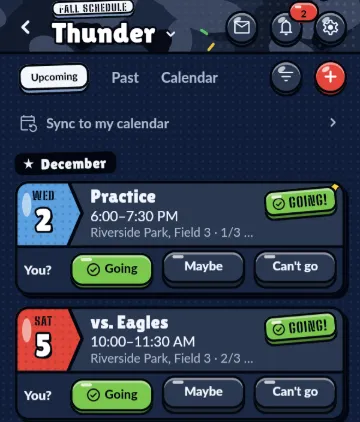 FALL SCHEDULE
Thunder
2
Upcoming
Past
Calendar
Sync to my calendar
★ December
WED
2
Practice
6:00–7:30 PM
Riverside Park, Field 3 · 1/3 ...
GOING!
You?
Going
Maybe
Can't go
SAT
5
vs. Eagles
10:00–11:30 AM
Riverside Park, Field 3 · 2/3 ...
GOING!
You?
Going
Maybe
Can't go